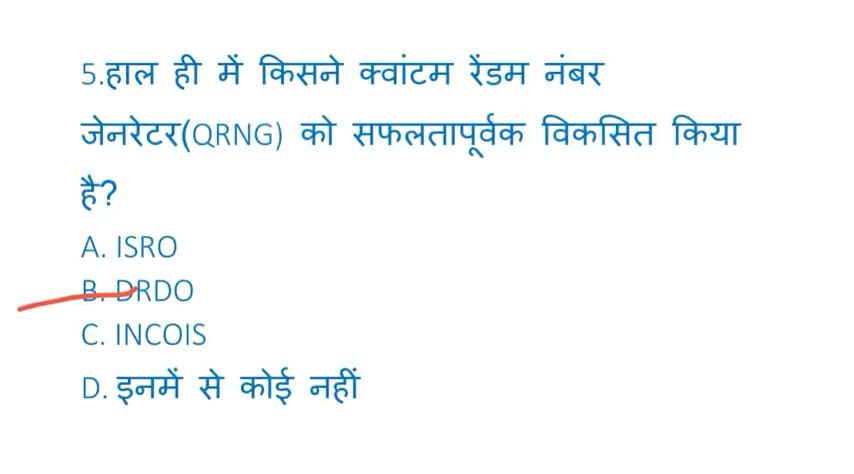 5.हाल ही में किसने क्वांटम रेंडम नंबर
जेनरेटर(QRNG) को सफलतापूर्वक विकसित किया
है?
A. ISRO
B. DRDO
C. INCOIS
D. इनमें से कोई नहीं